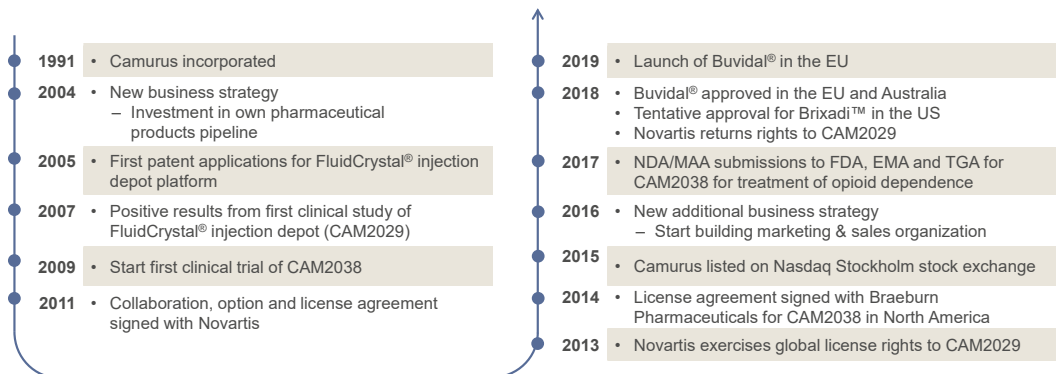 1991 • Camurus incorporated
2004 • New business strategy
– Investment in own pharmaceutical
products pipeline
2005 • First patent applications for FluidCrystal® injection
depot platform
2007 • Positive results from first clinical study of
FluidCrystal® injection depot (CAM2029)
2009 • Start first clinical trial of CAM2038
2011 • Collaboration, option and license agreement
signed with Novartis
2019 • Launch of Buvidal® in the EU
2018 • Buvidal® approved in the EU and Australia
• Tentative approval for Brixadi™ in the US
• Novartis returns rights to CAM2029
2017 • NDA/MAA submissions to FDA, EMA and TGA for
CAM2038 for treatment of opioid dependence
2016 • New additional business strategy
– Start building marketing & sales organization
2015 • Camurus listed on Nasdaq Stockholm stock exchange
2014 • License agreement signed with Braeburn
Pharmaceuticals for CAM2038 in North America
2013 • Novartis exercises global license rights to CAM2029